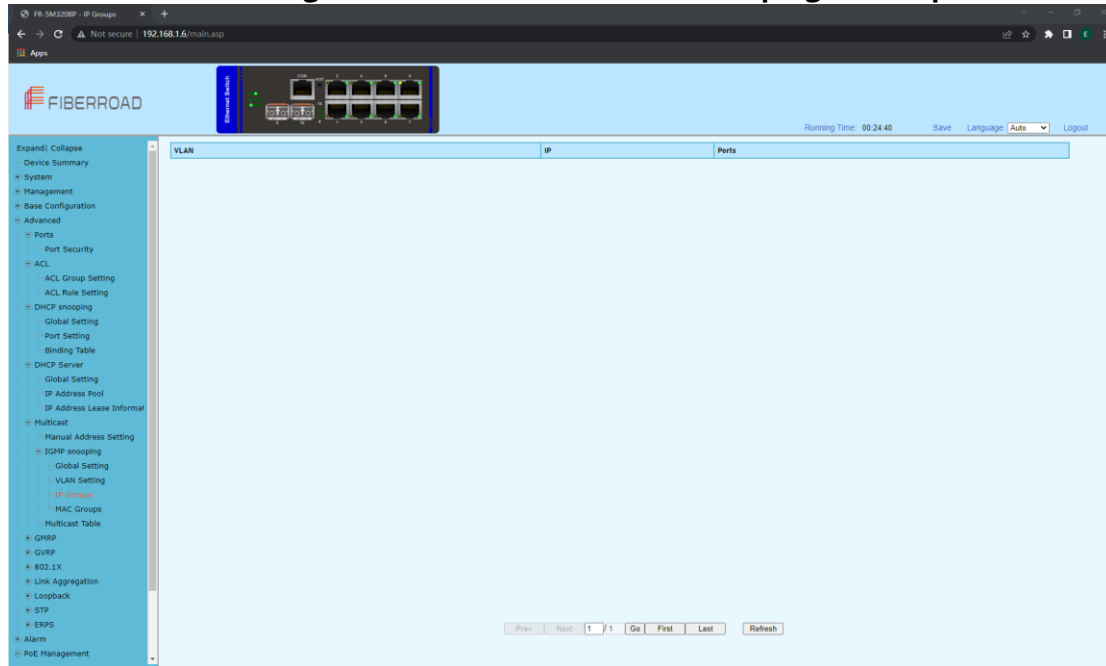 FR-5M3208P - IP Groups
Not secure | 192.168.1.6/main.asp
Apps
FIBERROAD
Ethernet Switch
Running Time: 00:24:40 Save Language: Auto Logout
Expand| Collapse
Device Summary
System
Management
Base Configuration
Advanced
Ports
Port Security
ACL
ACL Group Setting
ACL Rule Setting
DHCP snooping
Global Setting
Port Setting
Binding Table
DHCP Server
Global Setting
IP Address Pool
IP Address Lease Informat
Multicast
Manual Address Setting
IGMP snooping
Global Setting
VLAN Setting
IP Groups
MAC Groups
Multicast Table
GMRP
GVRP
802.1X
Link Aggregation
Loopback
STP
ERPS
Alarm
PoE Management
VLAN IP Ports
Prev Next 1 / 1 Go First Last Refresh